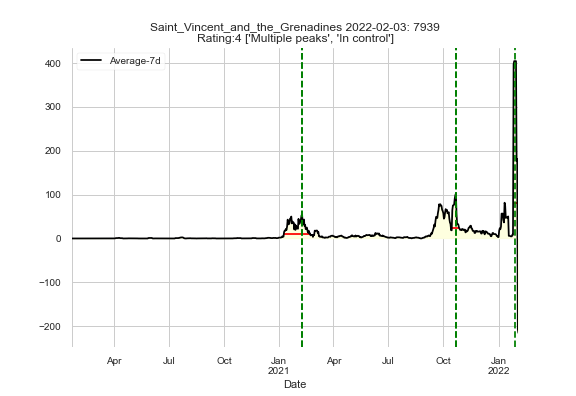 Saint_Vincent_and_the_Grenadines 2022-02-03: 7939
Rating:4 ['Multiple peaks', 'In control']
Average-7d
400
300
200
100
0
−100
−200
Apr
Jul
Oct
Jan
2021
Apr
Jul
Oct
Jan
2022
Date